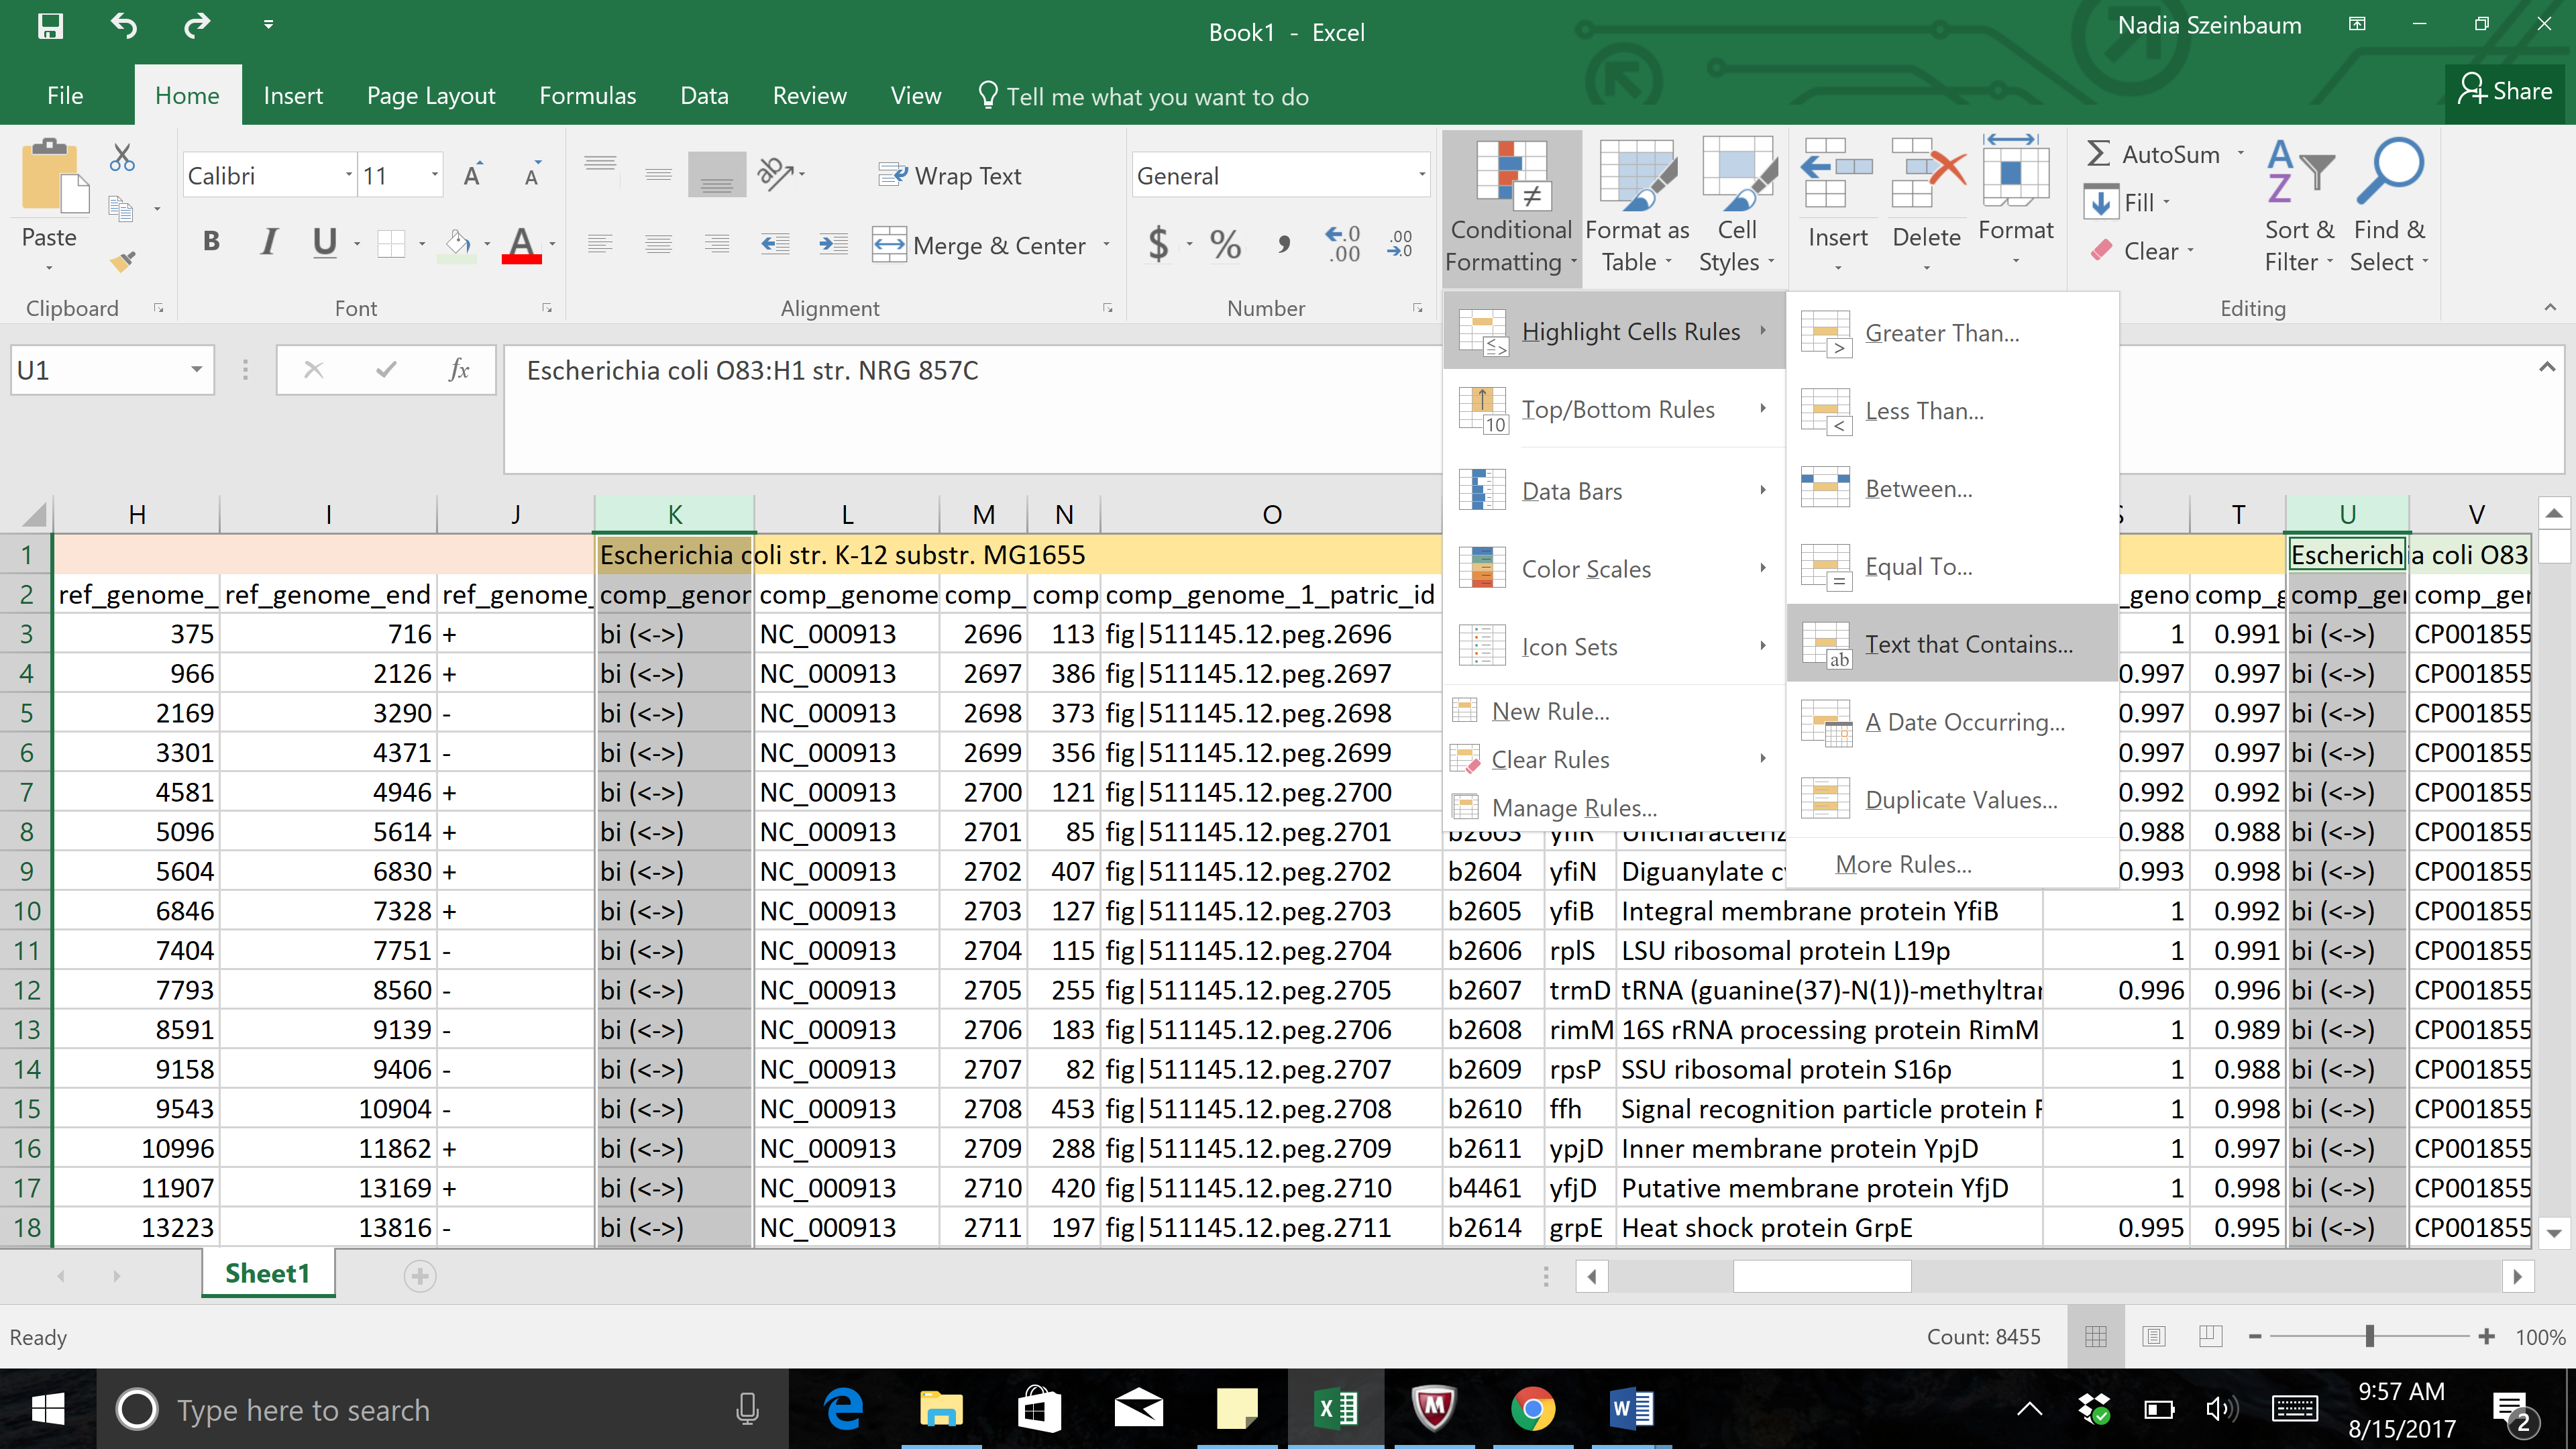 Book1 - Excel
Nadia Szeinbaum
File Home Insert Page Layout Formulas Data Review View Tell me what you want to do Share
Paste
Clipboard
Calibri 11
B I U A
Font
Wrap Text
Merge & Center
Alignment
General
$ % , .0 .00 .00 .0
Number
Conditional Formatting
Format as Table
Cell Styles
Insert Delete Format
AutoSum
Fill
Clear
Sort & Filter
Find & Select
Editing
U1 fx Escherichia coli O83:H1 str. NRG 857C
Highlight Cells Rules
Top/Bottom Rules
Data Bars
Color Scales
Icon Sets
New Rule...
Clear Rules
Manage Rules...
Greater Than...
Less Than...
Between...
Equal To...
Text that Contains...
A Date Occurring...
Duplicate Values...
More Rules...
H I J K L M N O T U V
1 Escherichia coli str. K-12 substr. MG1655 Escherichia coli O83
2 ref_genome_ ref_genome_end ref_genome_ comp_genor comp_genome comp_ comp comp_genome_1_patric_id _geno comp_g comp_ger comp_ger
3 375 716 + bi (<->) NC_000913 2696 113 fig|511145.12.peg.2696 1 0.991 bi (<->) CP001855
4 966 2126 + bi (<->) NC_000913 2697 386 fig|511145.12.peg.2697 0.997 0.997 bi (<->) CP001855
5 2169 3290 - bi (<->) NC_000913 2698 373 fig|511145.12.peg.2698 0.997 0.997 bi (<->) CP001855
6 3301 4371 - bi (<->) NC_000913 2699 356 fig|511145.12.peg.2699 0.997 0.997 bi (<->) CP001855
7 4581 4946 + bi (<->) NC_000913 2700 121 fig|511145.12.peg.2700 0.992 0.992 bi (<->) CP001855
8 5096 5614 + bi (<->) NC_000913 2701 85 fig|511145.12.peg.2701 0.988 0.988 bi (<->) CP001855
9 5604 6830 + bi (<->) NC_000913 2702 407 fig|511145.12.peg.2702 b2604 yfiN Diguanylate 0.993 0.998 bi (<->) CP001855
10 6846 7328 + bi (<->) NC_000913 2703 127 fig|511145.12.peg.2703 b2605 yfiB Integral membrane protein YfiB 1 0.992 bi (<->) CP001855
11 7404 7751 - bi (<->) NC_000913 2704 115 fig|511145.12.peg.2704 b2606 rplS LSU ribosomal protein L19p 1 0.991 bi (<->) CP001855
12 7793 8560 - bi (<->) NC_000913 2705 255 fig|511145.12.peg.2705 b2607 trmD tRNA (guanine(37)-N(1))-methyltrar 0.996 0.996 bi (<->) CP001855
13 8591 9139 - bi (<->) NC_000913 2706 183 fig|511145.12.peg.2706 b2608 rimM 16S rRNA processing protein RimM 1 0.989 bi (<->) CP001855
14 9158 9406 - bi (<->) NC_000913 2707 82 fig|511145.12.peg.2707 b2609 rpsP SSU ribosomal protein S16p 1 0.988 bi (<->) CP001855
15 9543 10904 - bi (<->) NC_000913 2708 453 fig|511145.12.peg.2708 b2610 ffh Signal recognition particle protein F 1 0.998 bi (<->) CP001855
16 10996 11862 + bi (<->) NC_000913 2709 288 fig|511145.12.peg.2709 b2611 ypjD Inner membrane protein YpjD 1 0.997 bi (<->) CP001855
17 11907 13169 + bi (<->) NC_000913 2710 420 fig|511145.12.peg.2710 b4461 yfjD Putative membrane protein YfjD 1 0.998 bi (<->) CP001855
18 13223 13816 - bi (<->) NC_000913 2711 197 fig|511145.12.peg.2711 b2614 grpE Heat shock protein GrpE 0.995 0.995 bi (<->) CP001855
Sheet1
Ready Count: 8455 100%
Type here to search
9:57 AM
8/15/2017
2